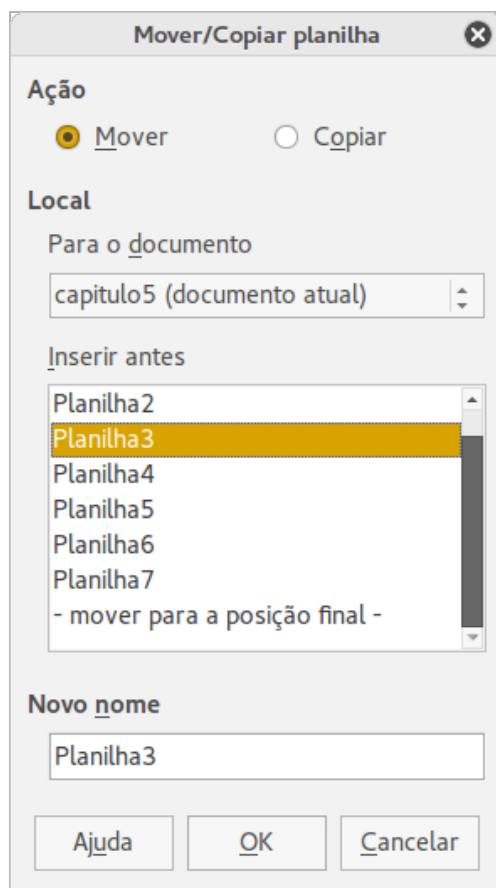 Mover/Copiar planilha
Ação
Mover Copiar
Local
Para o documento
capitulo5 (documento atual)
Inserir antes
Planilha2
Planilha3
Planilha4
Planilha5
Planilha6
Planilha7
- mover para a posição final -
Novo nome
Planilha3
Ajuda OK Cancelar